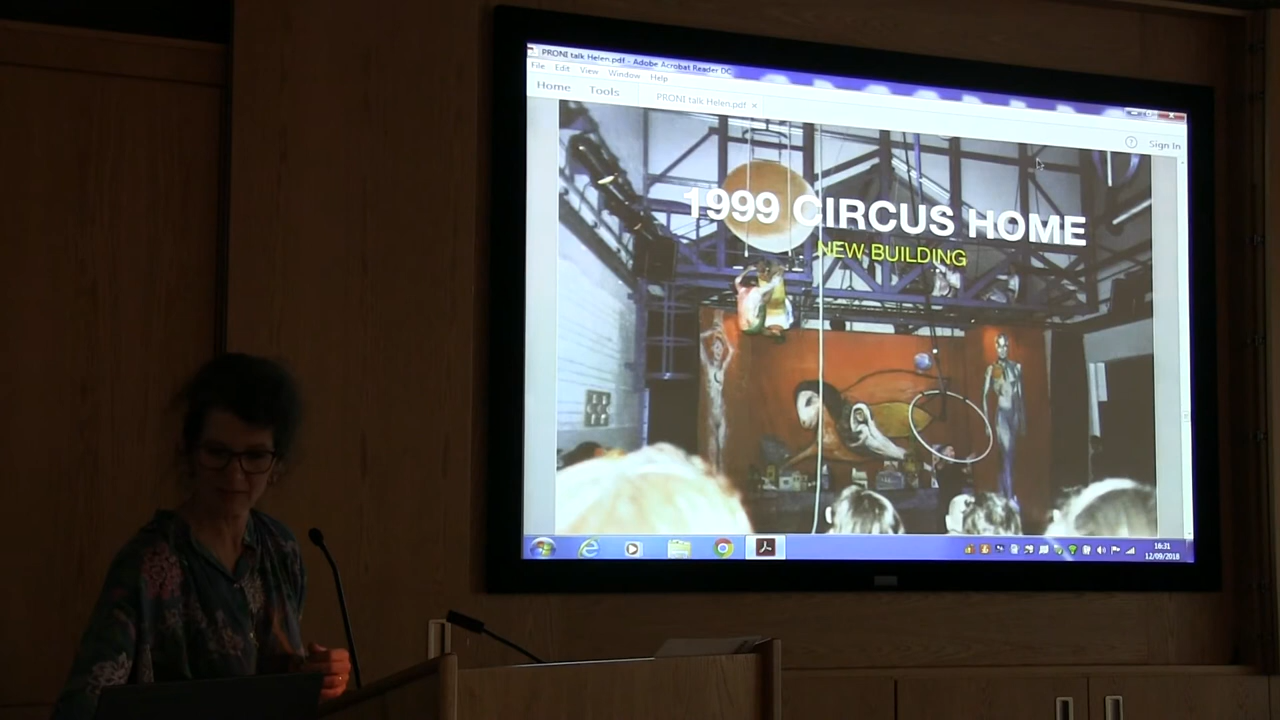 PRONI talk Helen.pdf - Adobe Acrobat Reader DC
File Edit View Window Help
Home Tools PRONI talk Helen.pdf ×
? Sign In
1999 CIRCUS HOME
NEW BUILDING
16:31
12/09/2018